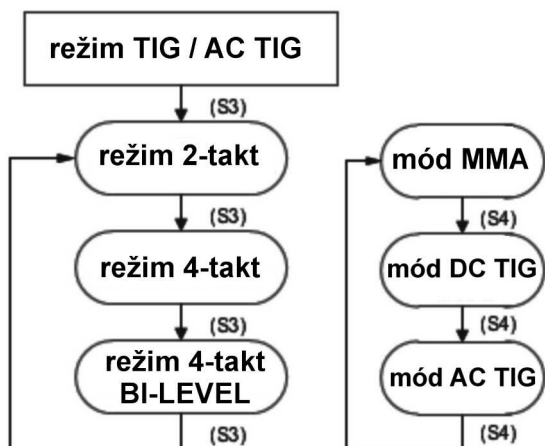 režim TIG / AC TIG
(S3)
režim 2-takt
(S3)
režim 4-takt
(S3)
režim 4-takt
BI-LEVEL
(S3)
mód MMA
(S4)
mód DC TIG
(S4)
mód AC TIG
(S4)